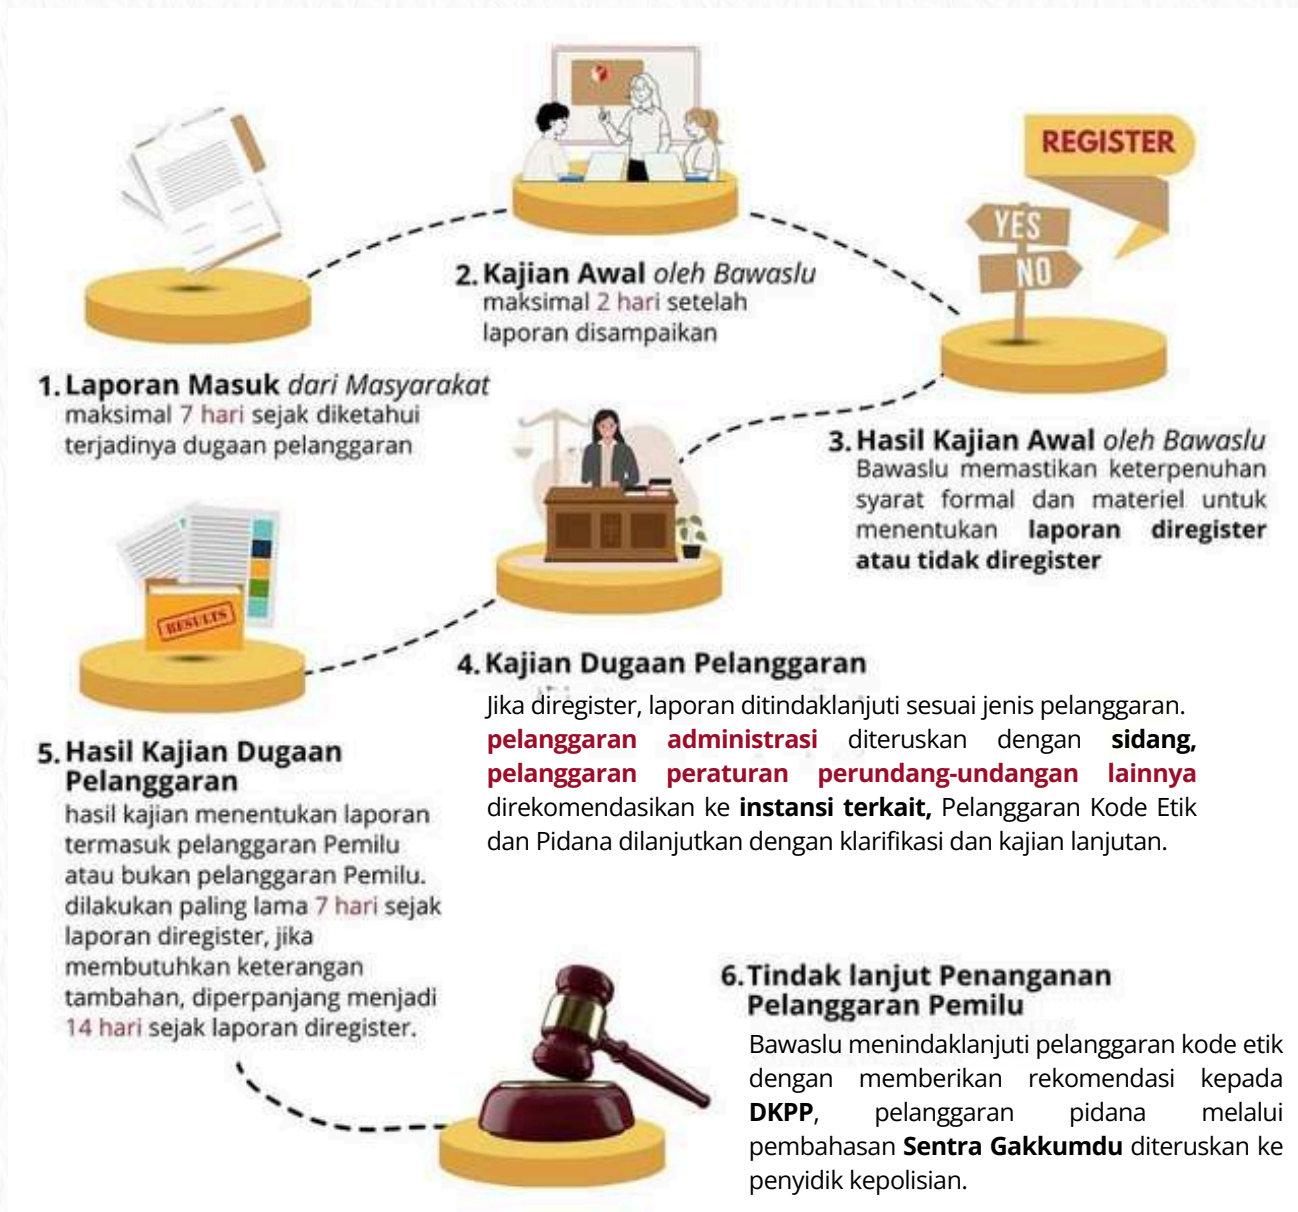 REGISTER
YES
NO
1. Laporan Masuk dari Masyarakat
maksimal 7 hari sejak diketahui
terjadinya dugaan pelanggaran
2. Kajian Awal oleh Bawaslu
maksimal 2 hari setelah
laporan disampaikan
3. Hasil Kajian Awal oleh Bawaslu
Bawaslu memastikan keterpenuhan
syarat formal dan materiel untuk
menentukan laporan diregister
atau tidak diregister
4. Kajian Dugaan Pelanggaran
Jika diregister, laporan ditindaklanjuti sesuai jenis pelanggaran.
pelanggaran administrasi diteruskan dengan sidang,
pelanggaran peraturan perundang-undangan lainnya
direkomendasikan ke instansi terkait, Pelanggaran Kode Etik
dan Pidana dilanjutkan dengan klarifikasi dan kajian lanjutan.
RESULTS
5. Hasil Kajian Dugaan
Pelanggaran
hasil kajian menentukan laporan
termasuk pelanggaran Pemilu
atau bukan pelanggaran Pemilu.
dilakukan paling lama 7 hari sejak
laporan diregister, jika
membutuhkan keterangan
tambahan, diperpanjang menjadi
14 hari sejak laporan diregister.
6. Tindak lanjut Penanganan
Pelanggaran Pemilu
Bawaslu menindaklanjuti pelanggaran kode etik
dengan memberikan rekomendasi kepada
DKPP, pelanggaran pidana melalui
pembahasan Sentra Gakkumdu diteruskan ke
penyidik kepolisian.